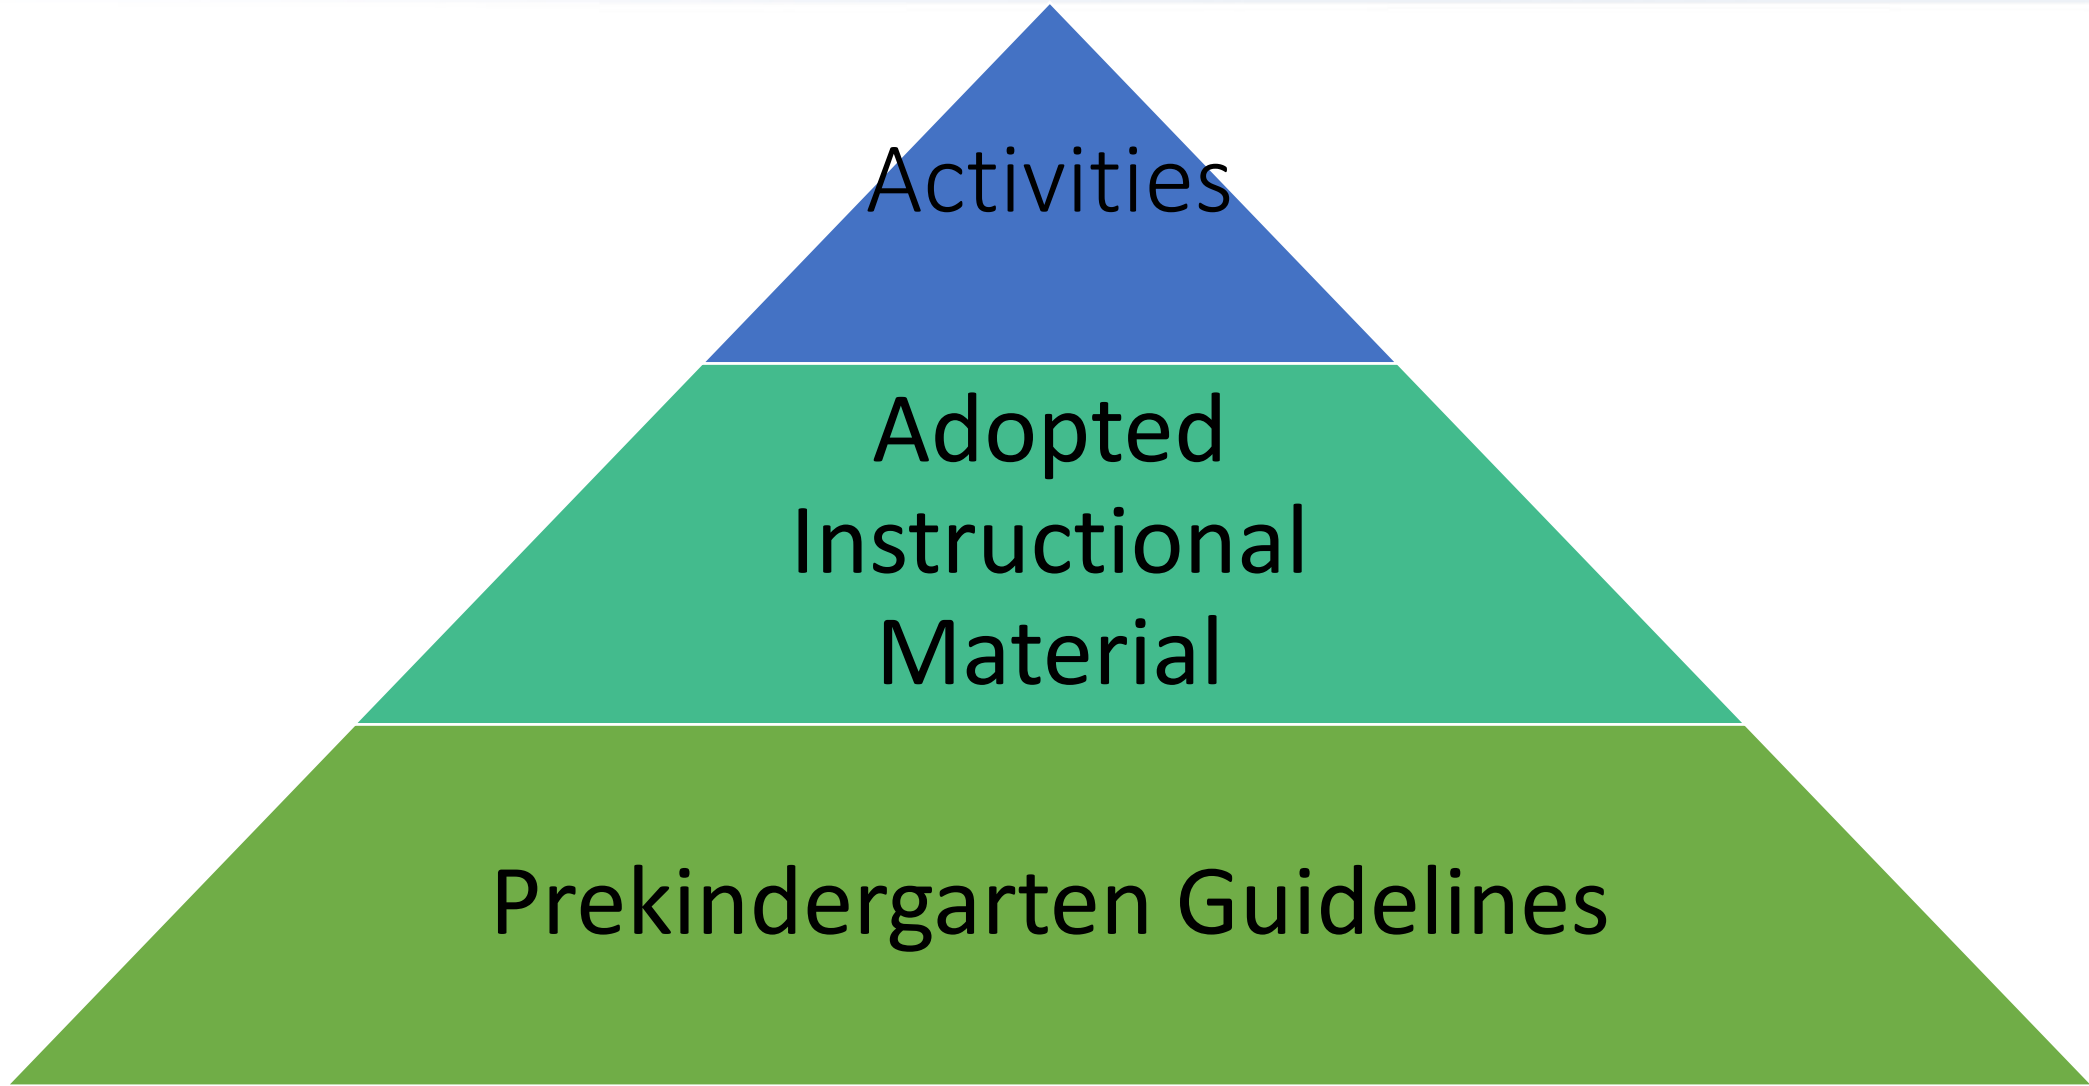 Activities
Adopted
Instructional
Material
Prekindergarten Guidelines